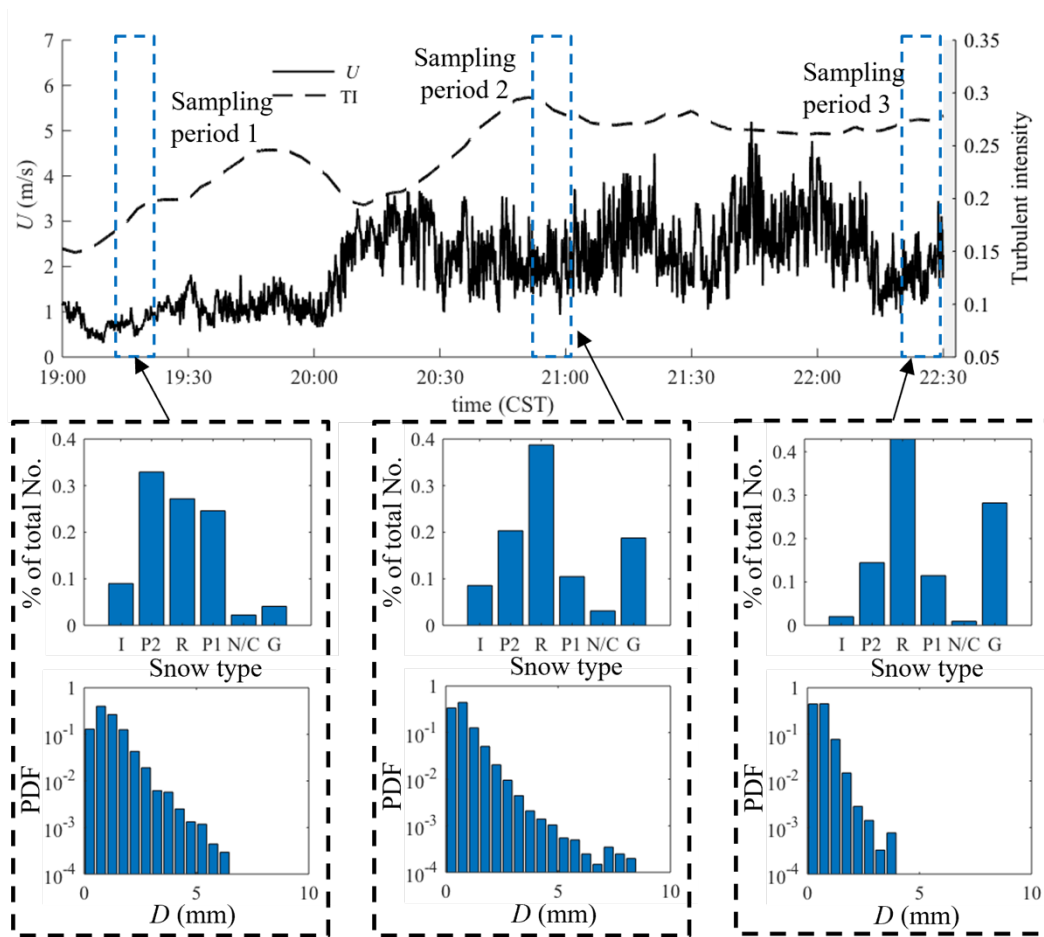 7
6
5
4
3
2
1
0
U (m/s)
U
TI
Sampling
period 1
Sampling
period 2
Sampling
period 3
0.35
0.3
0.25
0.2
0.15
0.1
0.05
Turbulent intensity
19:00 19:30 20:00 20:30 21:00 21:30 22:00 22:30
time (CST)
% of total No.
0.4
0.3
0.2
0.1
0
I P2 R P1 N/C G
Snow type
PDF
1
10-1
10-2
10-3
10-4
0 5 10
D (mm)
% of total No.
0.4
0.3
0.2
0.1
0
I P2 R P1 N/C G
Snow type
PDF
1
10-1
10-2
10-3
10-4
0 5 10
D (mm)
% of total No.
0.4
0.3
0.2
0.1
0
I P2 R P1 N/C G
Snow type
PDF
1
10-1
10-2
10-3
10-4
0 5 10
D (mm)